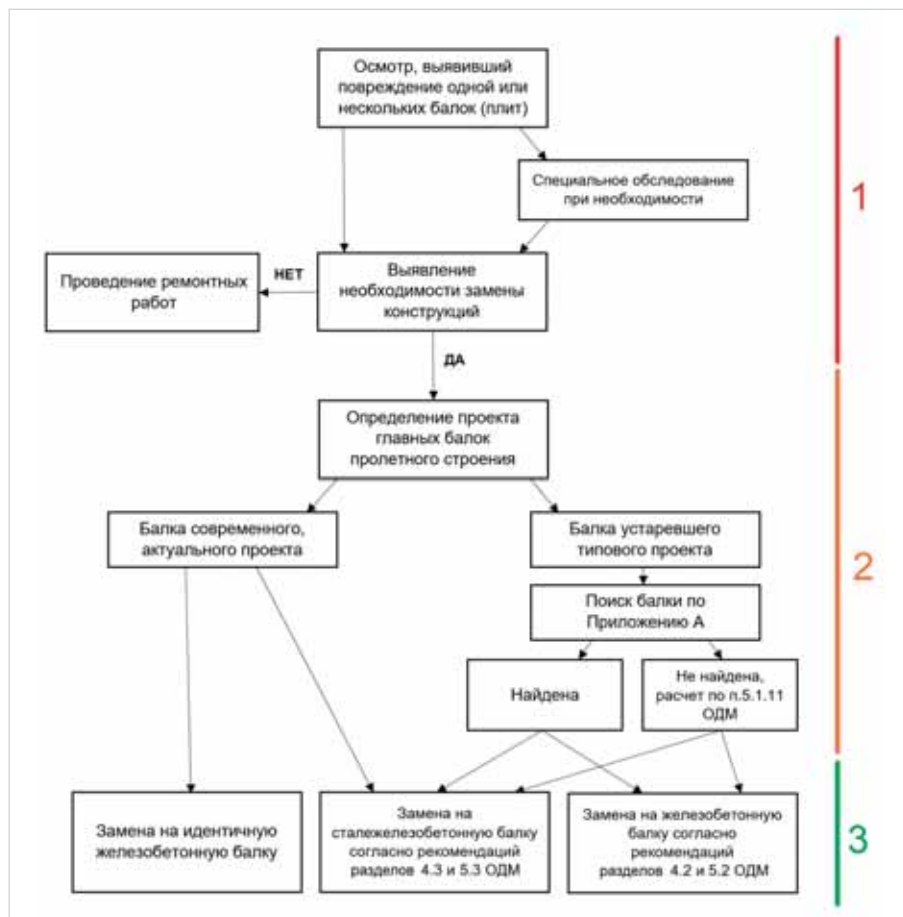 Осмотр, выявивший
повреждение одной или
нескольких балок (плит)
Специальное обследование
при необходимости
1
Выявление
необходимости замены
конструкций
НЕТ
Проведение ремонтных
работ
ДА
Определение проекта
главных балок
пролетного строения
Балка современного,
актуального проекта
Балка устаревшего
типового проекта
2
Поиск балки по
Приложению А
Найдена
Не найдена,
расчет по п.5.1.11
ОДМ
Замена на идентичную
железобетонную балку
Замена на
сталежелезобетонную балку
согласно рекомендаций
разделов 4.3 и 5.3 ОДМ
Замена на железобетонную
балку согласно
рекомендаций
разделов 4.2 и 5.2 ОДМ
3